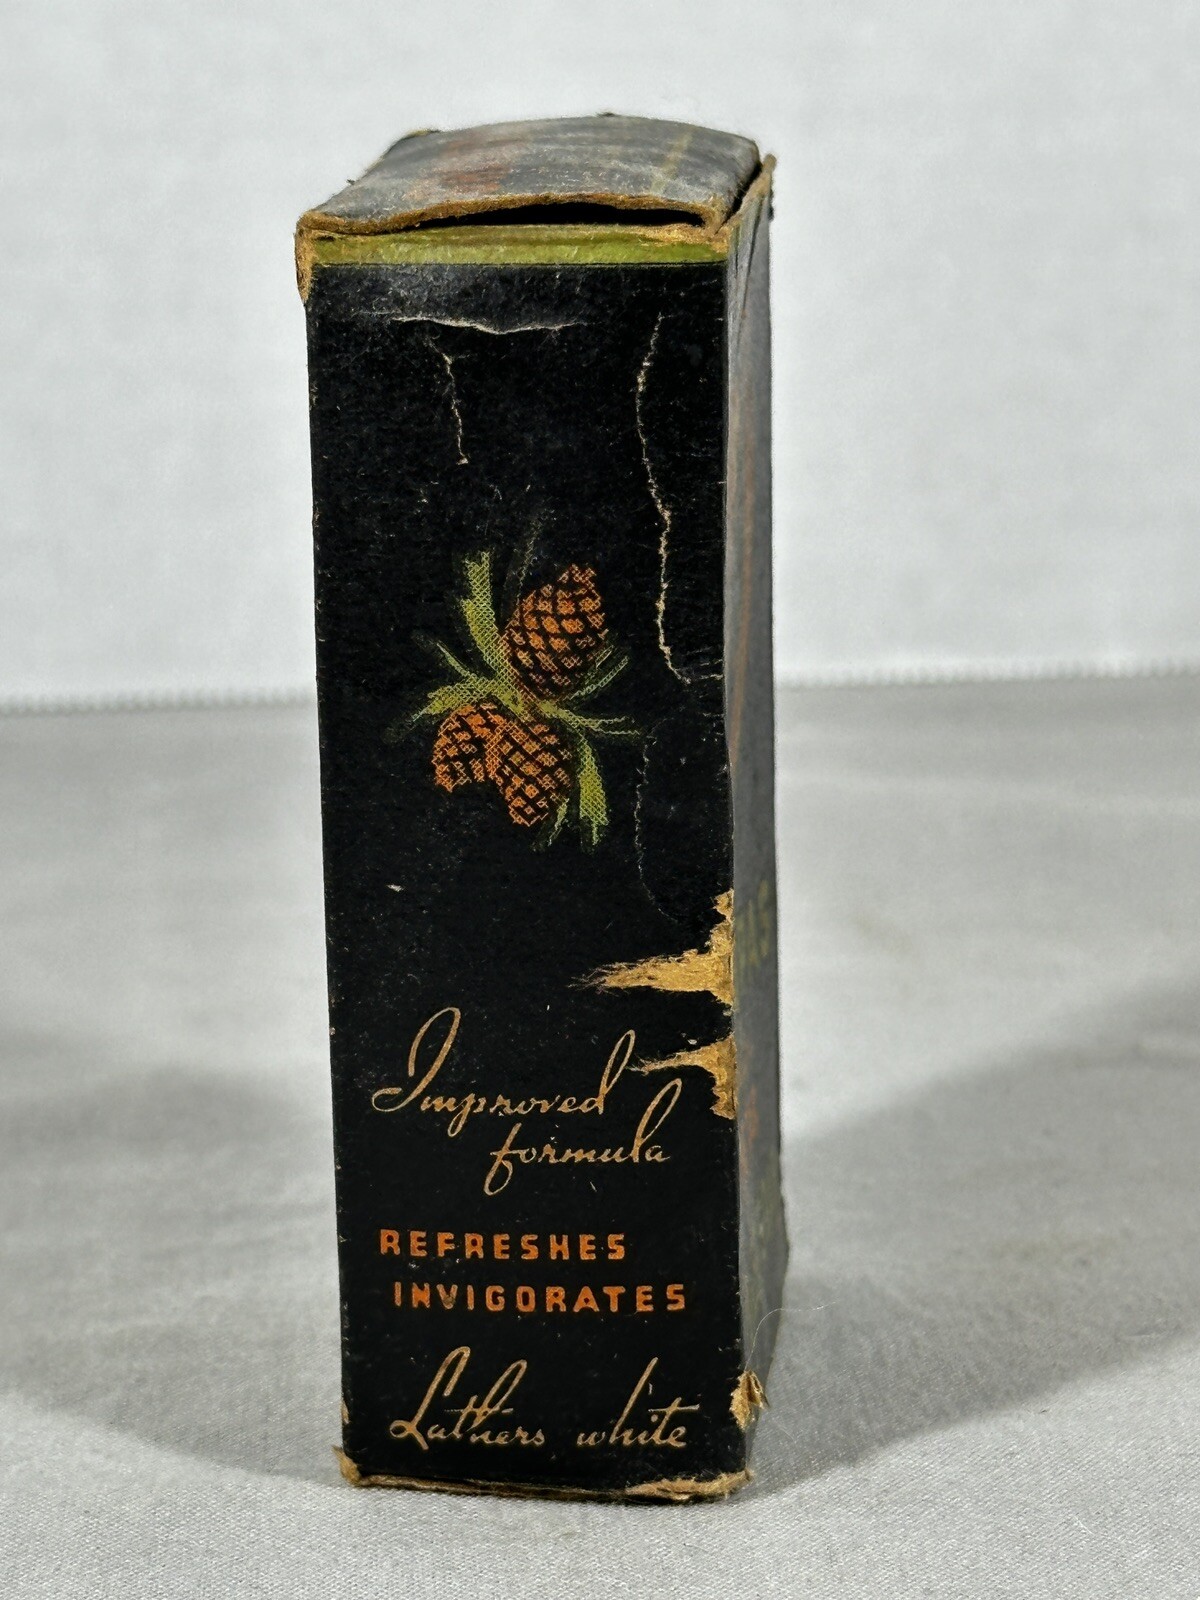 Improved
formula
REFRESHES
INVIGORATES
Lathers white